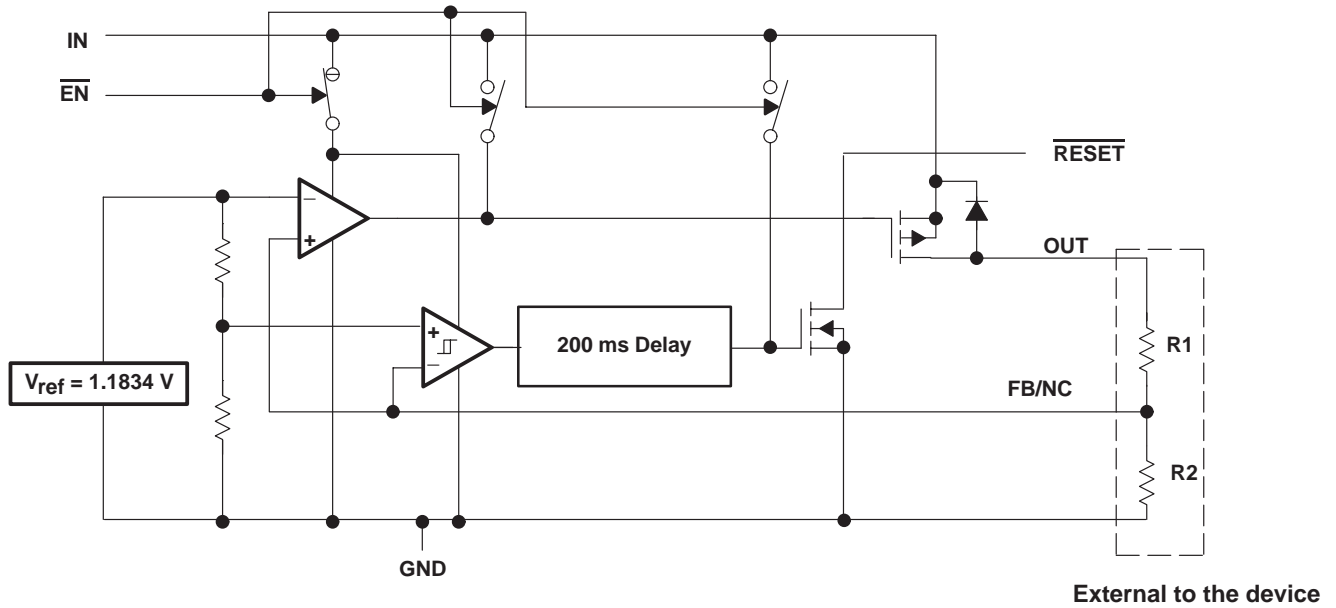 IN
EN
RESET
−
+
OUT
+
−
200 ms Delay
R1
Vref = 1.1834 V
FB/NC
R2
GND
External to the device